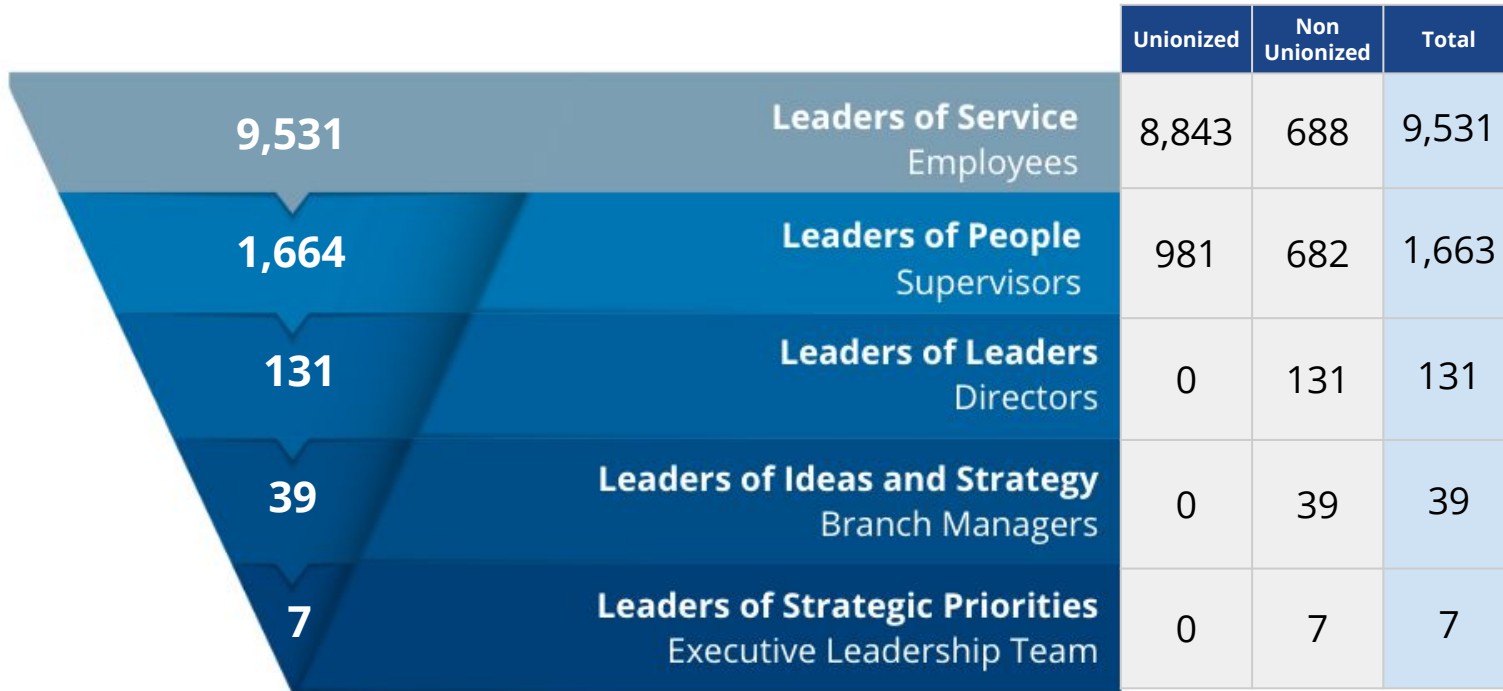 Unionized
Non
Unionized
Total
9,531
Leaders of Service
Employees
8,843
688
9,531
1,664
Leaders of People
Supervisors
981
682
1,663
131
Leaders of Leaders
Directors
0
131
131
39
Leaders of Ideas and Strategy
Branch Managers
0
39
39
7
Leaders of Strategic Priorities
Executive Leadership Team
0
7
7